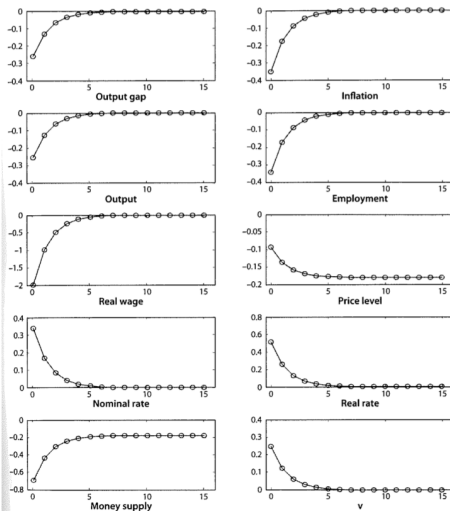 0
−0.1
−0.2
−0.3
−0.4
0 5 10 15
Output gap
0
−0.1
−0.2
−0.3
−0.4
0 5 10 15
Inflation
0
−0.1
−0.2
−0.3
−0.4
0 5 10 15
Output
0
−0.1
−0.2
−0.3
−0.4
0 5 10 15
Employment
0
−0.5
−1
−1.5
−2
0 5 10 15
Real wage
0
−0.05
−0.1
−0.15
−0.2
0 5 10 15
Price level
0.4
0.3
0.2
0.1
0
0 5 10 15
Nominal rate
0.8
0.6
0.4
0.2
0
0 5 10 15
Real rate
0
−0.2
−0.4
−0.6
−0.8
0 5 10 15
Money supply
0.4
0.3
0.2
0.1
0
0 5 10 15
v